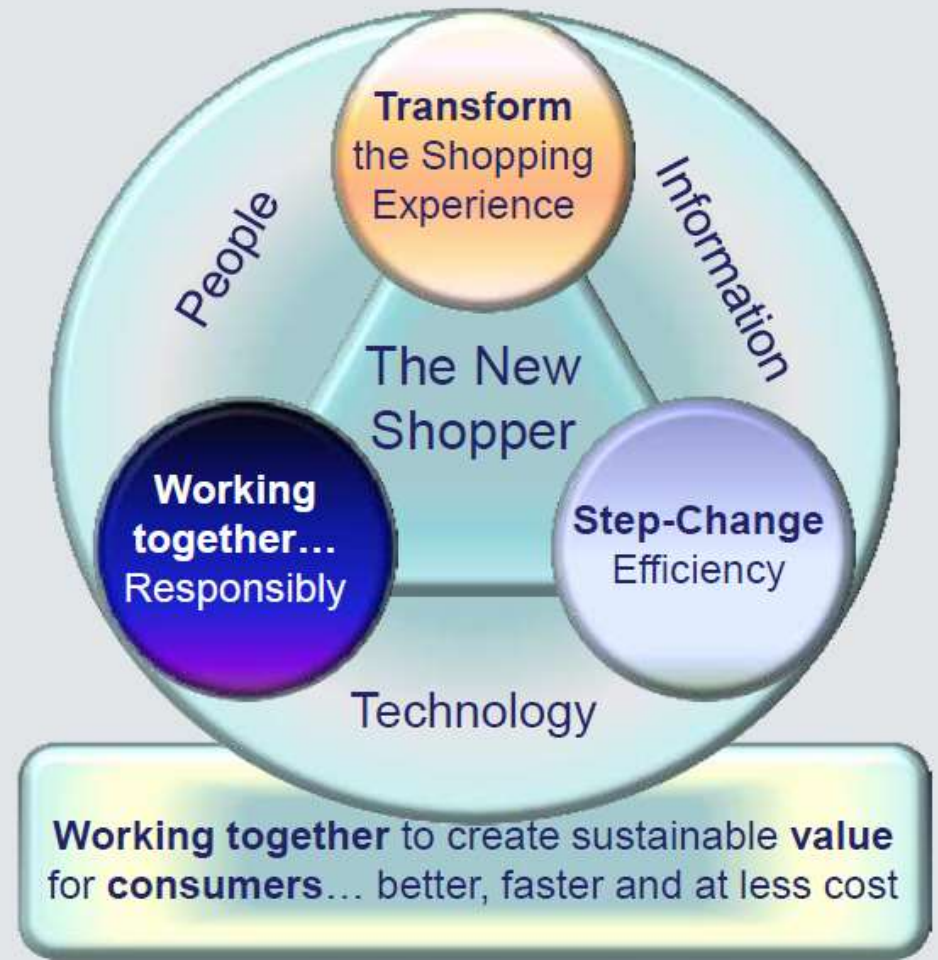 Transform
the Shopping
Experience
People
Information
The New
Shopper
Working
together…
Responsibly
Step-Change
Efficiency
Technology
Working together to create sustainable value
for consumers… better, faster and at less cost